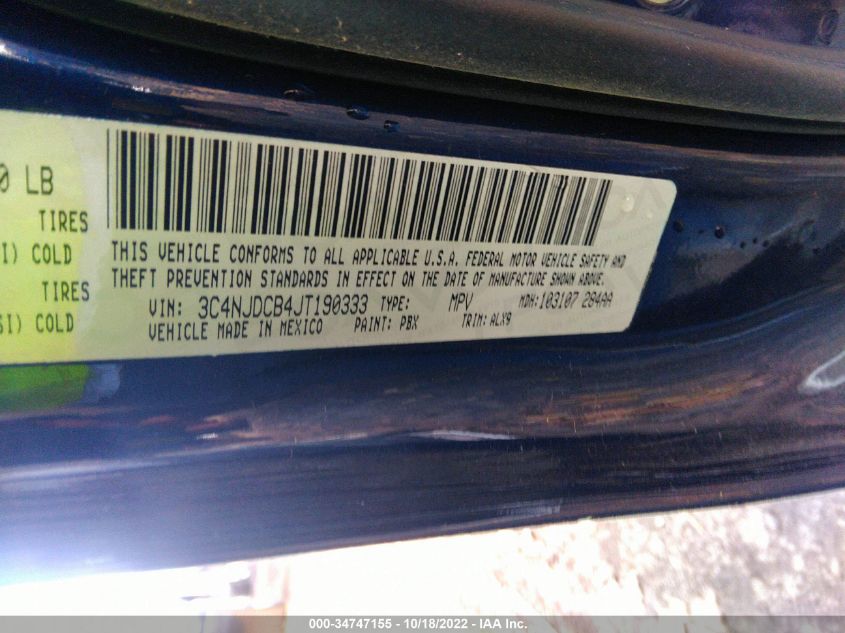 0 LB
TIRES
I) COLD
TIRES
SI) COLD
THIS VEHICLE CONFORMS TO ALL APPLICABLE U.S.A. FEDERAL MOTOR VEHICLE SAFETY AND
THEFT PREVENTION STANDARDS IN EFFECT ON THE DATE OF MANUFACTURE SHOWN ABOVE.
VIN: 3C4NJDCB4JT190333 TYPE: MPV MDH:103107 284AA
VEHICLE MADE IN MEXICO PAINT: PBX TRIM: ALX9
000-34747155 - 10/18/2022 - IAA Inc.